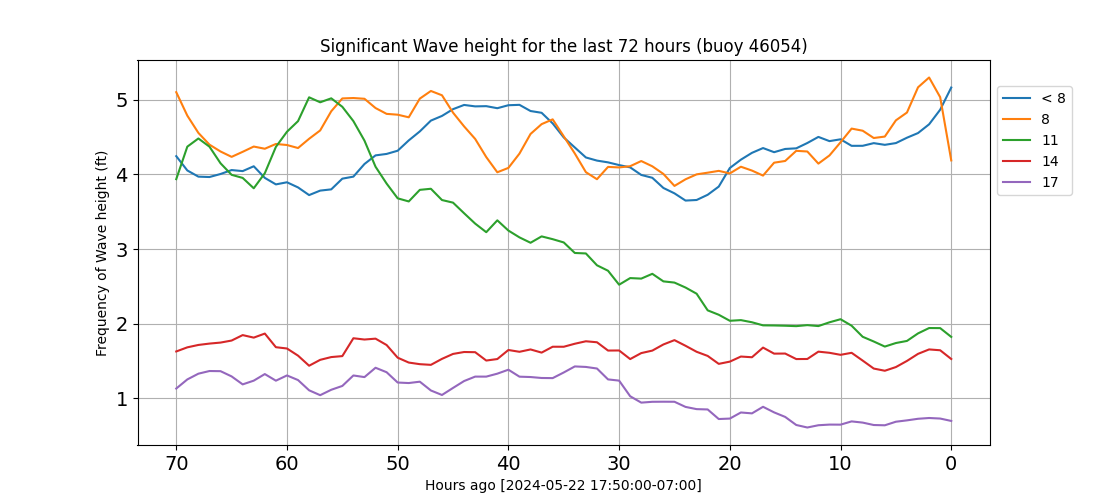 Significant Wave height for the last 72 hours (buoy 46054)
Frequency of Wave height (ft)
5
4
3
2
1
70 60 50 40 30 20 10 0
Hours ago [2024-05-22 17:50:00-07:00]
< 8
8
11
14
17